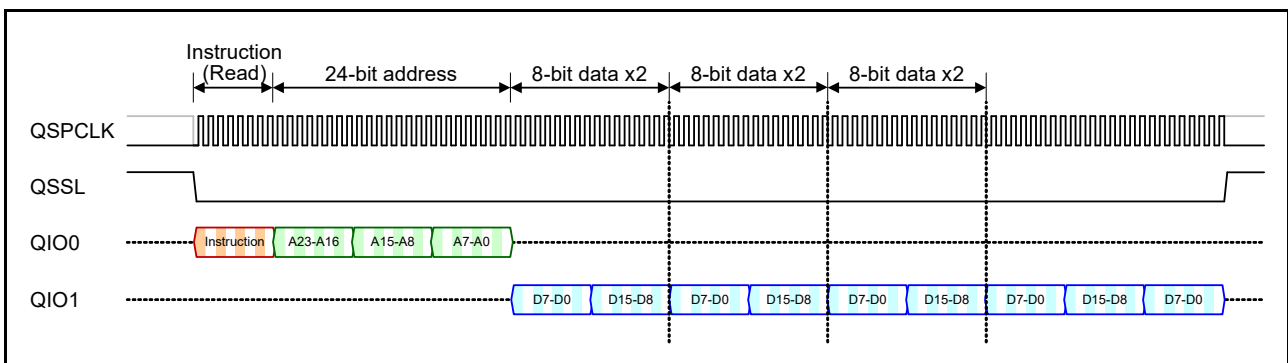 Instruction
(Read)
24-bit address
8-bit data x2
8-bit data x2
8-bit data x2
QSPCLK
QSSL
QIO0
Instruction
A23-A16
A15-A8
A7-A0
QIO1
D7-D0
D15-D8
D7-D0
D15-D8
D7-D0
D15-D8
D7-D0
D15-D8
D7-D0